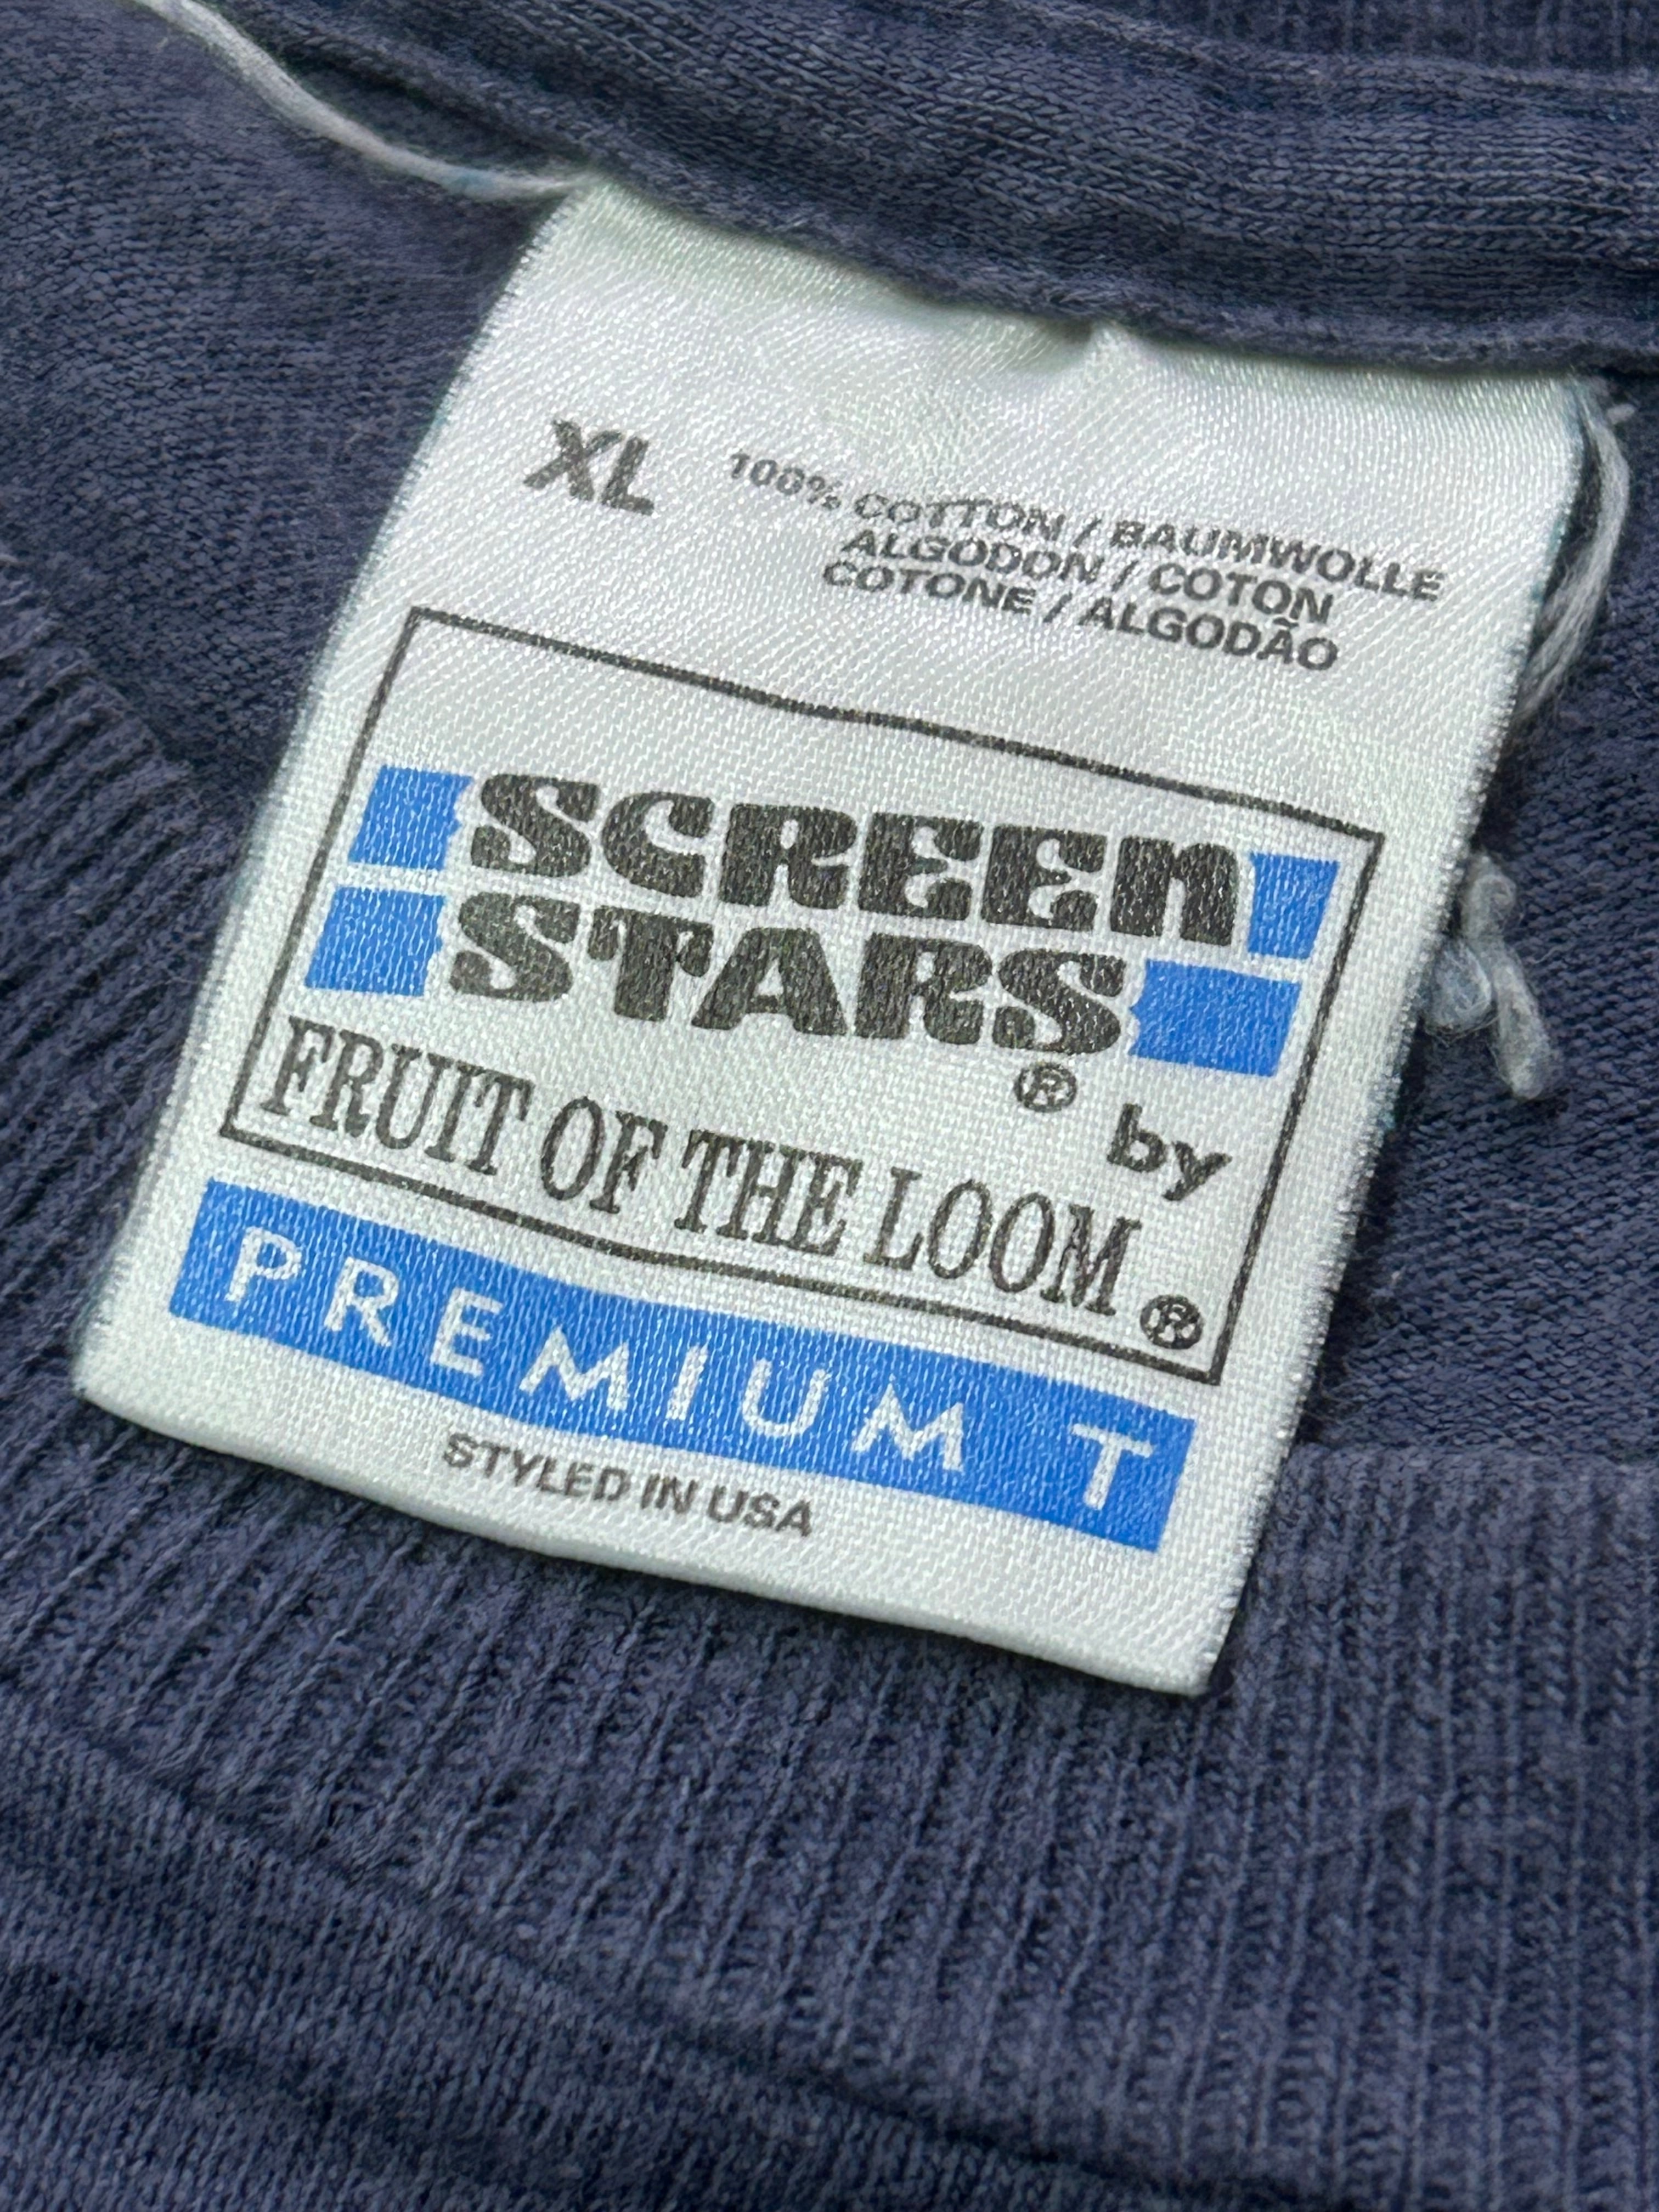 XL 100% COTTON / BAUMWOLLE
ALGODON / COTON
COTONE / ALGODÃO
SCREEN
STARS® by
FRUIT OF THE LOOM®
PREMIUM T
STYLED IN USA